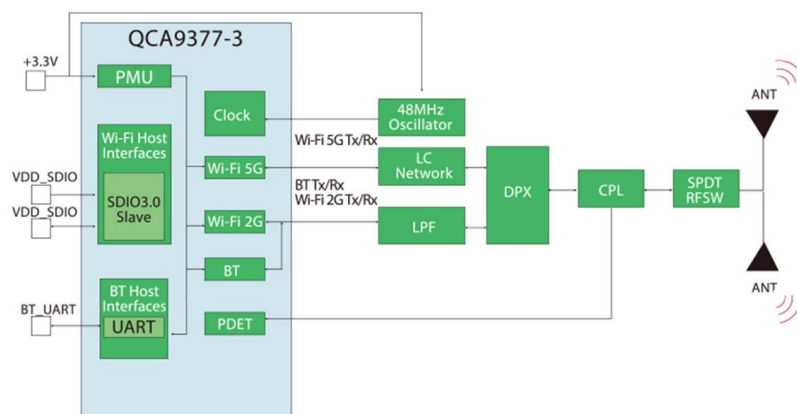 QCA9377-3
+3.3V
PMU
Clock
48MHz
Oscillator
Wi-Fi Host
Interfaces
SDIO3.0
Slave
VDD_SDIO
VDD_SDIO
Wi-Fi 5G Tx/Rx
Wi-Fi 5G
LC
Network
BT Tx/Rx
Wi-Fi 2G Tx/Rx
Wi-Fi 2G
LPF
DPX
CPL
SPDT
RFSW
ANT
ANT
BT
BT Host
Interfaces
UART
BT_UART
PDET